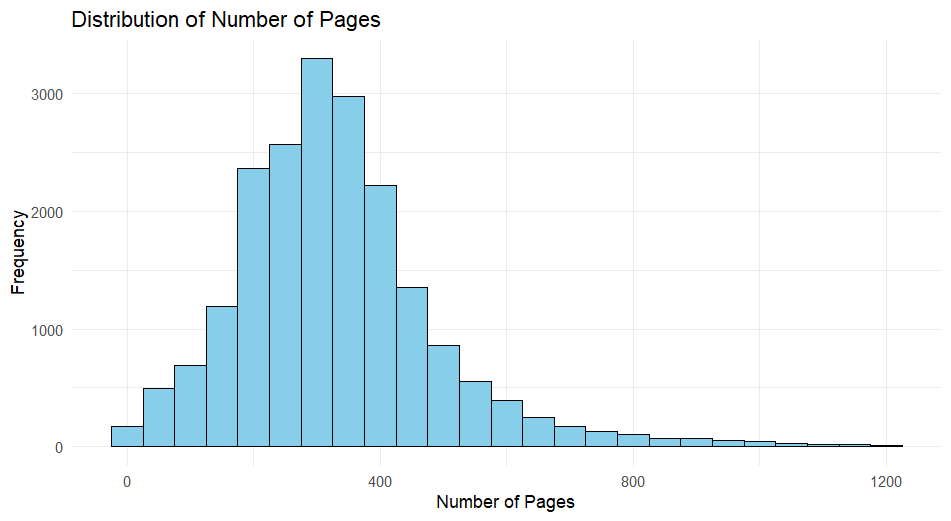 Distribution of Number of Pages
Frequency
3000
2000
1000
0
0 400 800 1200
Number of Pages